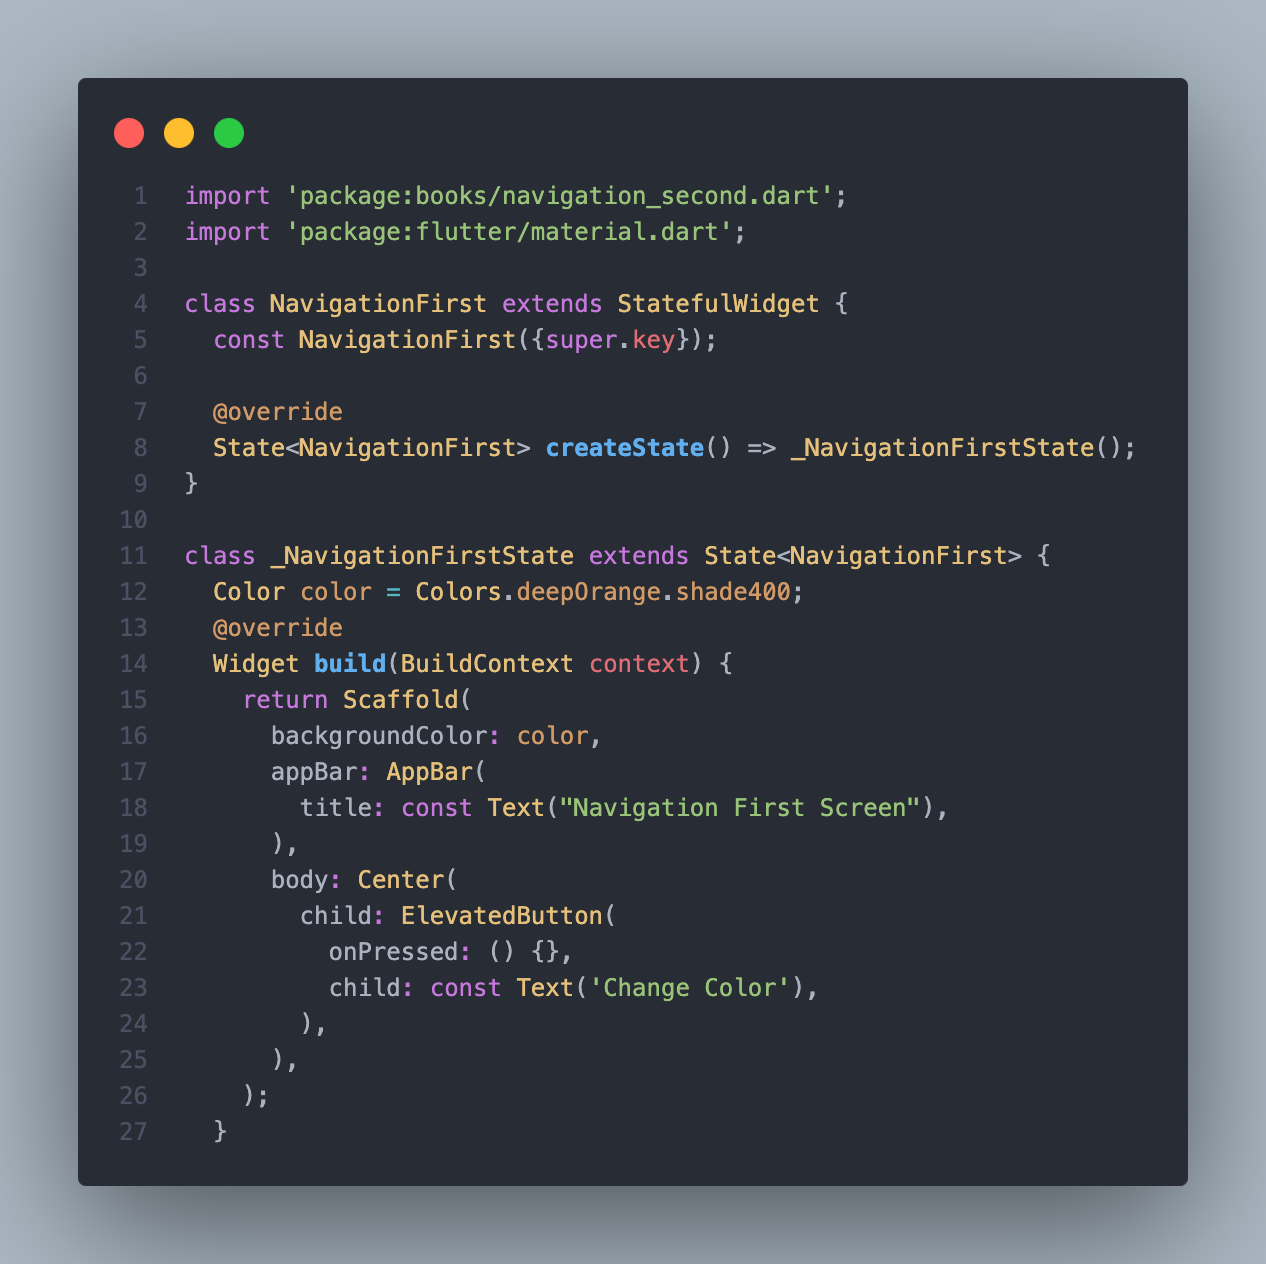 1 import 'package:books/navigation_second.dart';
2 import 'package:flutter/material.dart';
3
4 class NavigationFirst extends StatefulWidget {
5   const NavigationFirst({super.key});
6
7   @override
8   State<NavigationFirst> createState() => _NavigationFirstState();
9 }
10
11 class _NavigationFirstState extends State<NavigationFirst> {
12   Color color = Colors.deepOrange.shade400;
13   @override
14   Widget build(BuildContext context) {
15     return Scaffold(
16       backgroundColor: color,
17       appBar: AppBar(
18         title: const Text("Navigation First Screen"),
19       ),
20       body: Center(
21         child: ElevatedButton(
22           onPressed: () {},
23           child: const Text('Change Color'),
24         ),
25       ),
26     );
27   }